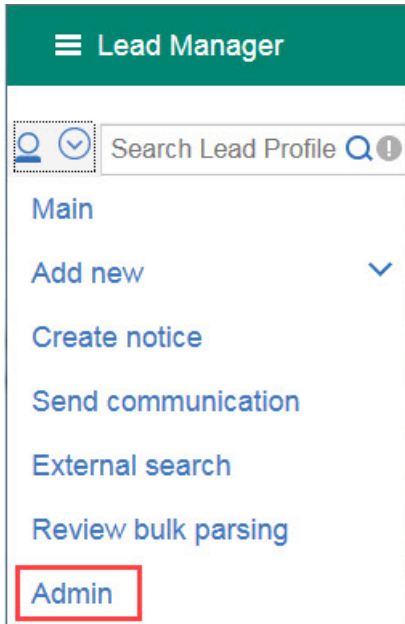 Lead Manager
Search Lead Profile
Main
Add new
Create notice
Send communication
External search
Review bulk parsing
Admin